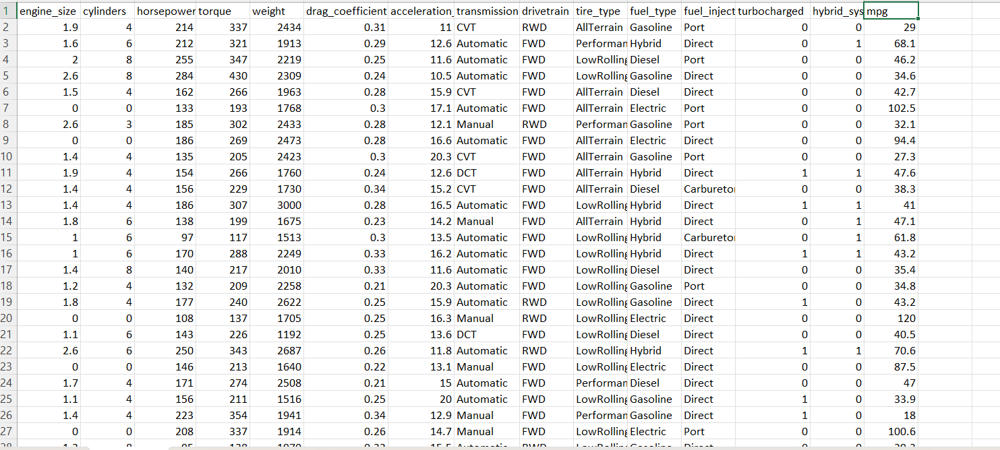 1 engine_size cylinders horsepower torque weight drag_coefficient acceleration_ transmission drivetrain tire_type fuel_type fuel_inject turbocharged hybrid_sys mpg
2 1.9 4 214 337 2434 0.31 11 CVT RWD AllTerrain Gasoline Port 0 0 29
3 1.6 6 212 321 1913 0.29 12.6 Automatic FWD Performan Hybrid Direct 0 1 68.1
4 2 8 255 347 2219 0.25 11.6 Automatic FWD LowRolling Diesel Port 0 0 46.2
5 2.6 8 284 430 2309 0.24 10.5 Automatic FWD LowRolling Gasoline Direct 0 0 34.6
6 1.5 4 162 266 1963 0.28 15.9 CVT FWD AllTerrain Diesel Direct 0 0 42.7
7 0 0 133 193 1768 0.3 17.1 Automatic FWD AllTerrain Electric Port 0 0 102.5
8 2.6 3 185 302 2433 0.28 12.1 Manual RWD Performan Gasoline Port 0 0 32.1
9 0 0 186 269 2473 0.28 16.6 Automatic FWD AllTerrain Electric Direct 0 0 94.4
10 1.4 4 135 205 2423 0.3 20.3 CVT FWD AllTerrain Gasoline Port 0 0 27.3
11 1.9 4 154 266 1760 0.24 12.6 DCT FWD AllTerrain Hybrid Direct 1 1 47.6
12 1.4 4 156 229 1730 0.34 15.2 CVT FWD AllTerrain Diesel Carburetor 0 0 38.3
13 1.4 4 186 307 3000 0.28 16.5 Automatic FWD LowRolling Hybrid Direct 1 1 41
14 1.8 6 138 199 1675 0.23 14.2 Manual FWD AllTerrain Hybrid Direct 0 1 47.1
15 1 6 97 117 1513 0.3 13.5 Automatic FWD LowRolling Hybrid Carburetor 0 1 61.8
16 1 6 170 288 2249 0.33 16.2 Automatic FWD LowRolling Hybrid Direct 1 1 43.2
17 1.4 8 140 217 2010 0.33 11.6 Automatic FWD LowRolling Diesel Direct 0 0 35.4
18 1.2 4 132 209 2258 0.21 20.3 Automatic FWD LowRolling Gasoline Port 0 0 34.8
19 1.8 4 177 240 2622 0.25 15.9 Automatic RWD LowRolling Gasoline Direct 1 0 43.2
20 0 0 108 137 1705 0.25 16.3 Manual RWD LowRolling Electric Direct 0 0 120
21 1.1 6 143 226 1192 0.25 13.6 DCT FWD LowRolling Diesel Direct 0 0 40.5
22 2.6 6 250 343 2687 0.26 11.8 Automatic RWD LowRolling Hybrid Direct 1 1 70.6
23 0 0 146 213 1640 0.22 13.1 Manual FWD LowRolling Electric Direct 0 0 87.5
24 1.7 4 171 274 2508 0.21 15 Automatic FWD Performan Diesel Direct 0 0 47
25 1.1 4 156 211 1516 0.25 20 Automatic FWD LowRolling Gasoline Direct 1 0 33.9
26 1.4 4 223 354 1941 0.34 12.9 Manual FWD Performan Gasoline Direct 1 0 18
27 0 0 208 337 1914 0.26 14.7 Manual FWD LowRolling Electric Port 0 0 100.6